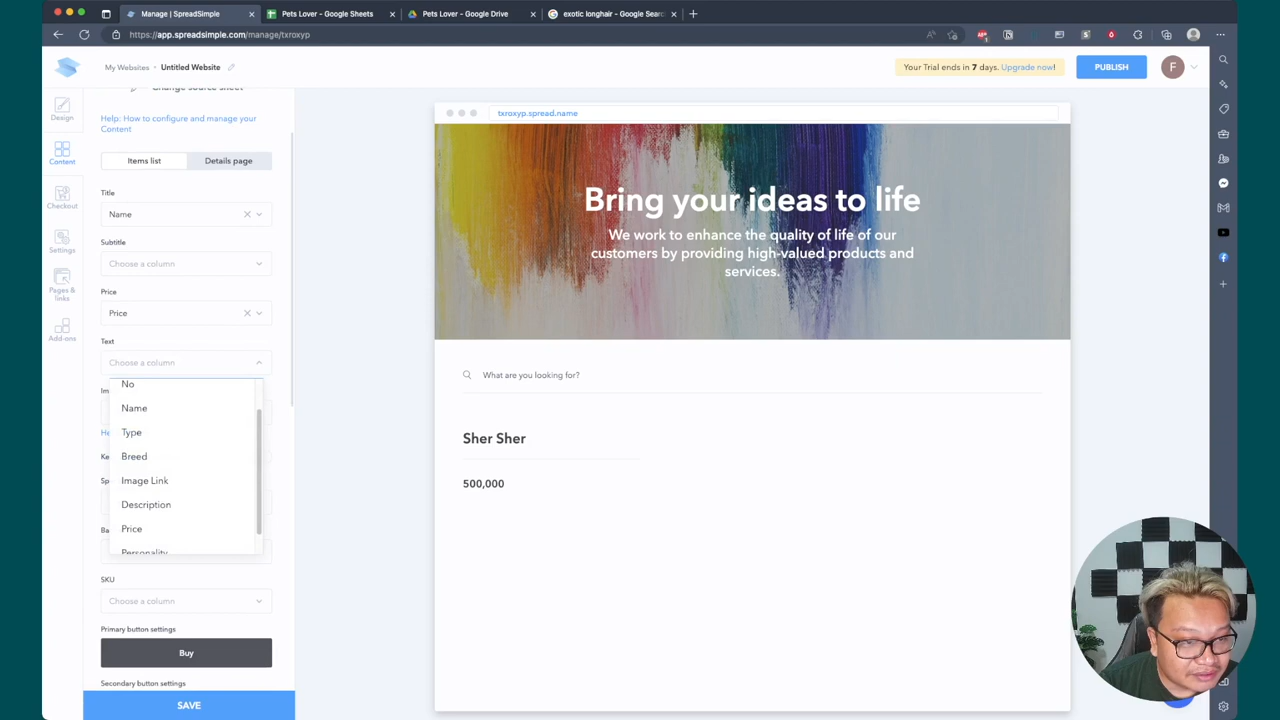 Manage | SpreadSimple
Pets Lover - Google Sheets
Pets Lover - Google Drive
exotic longhair - Google Searc
https://app.spreadsimple.com/manage/txroxyp
My Websites
Untitled Website
Your Trial ends in 7 days. Upgrade now!
PUBLISH
F
Design
Content
Checkout
Settings
Pages & links
Add-ons
Change source sheet
Help: How to configure and manage your
Content
Items list
Details page
Title
Name
Subtitle
Choose a column
Price
Price
Text
Choose a column
No
Name
Type
Breed
Image Link
Description
Price
Personality
SKU
Choose a column
Primary button settings
Buy
Secondary button settings
SAVE
txroxyp.spread.name
Bring your ideas to life
We work to enhance the quality of life of our
customers by providing high-valued products and
services.
What are you looking for?
Sher Sher
500,000